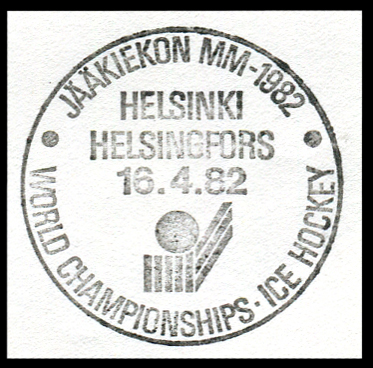 JÄÄKIEKON MM-1982
HELSINKI
HELSINGFORS
16.4.82
WORLD CHAMPIONSHIPS · ICE HOCKEY